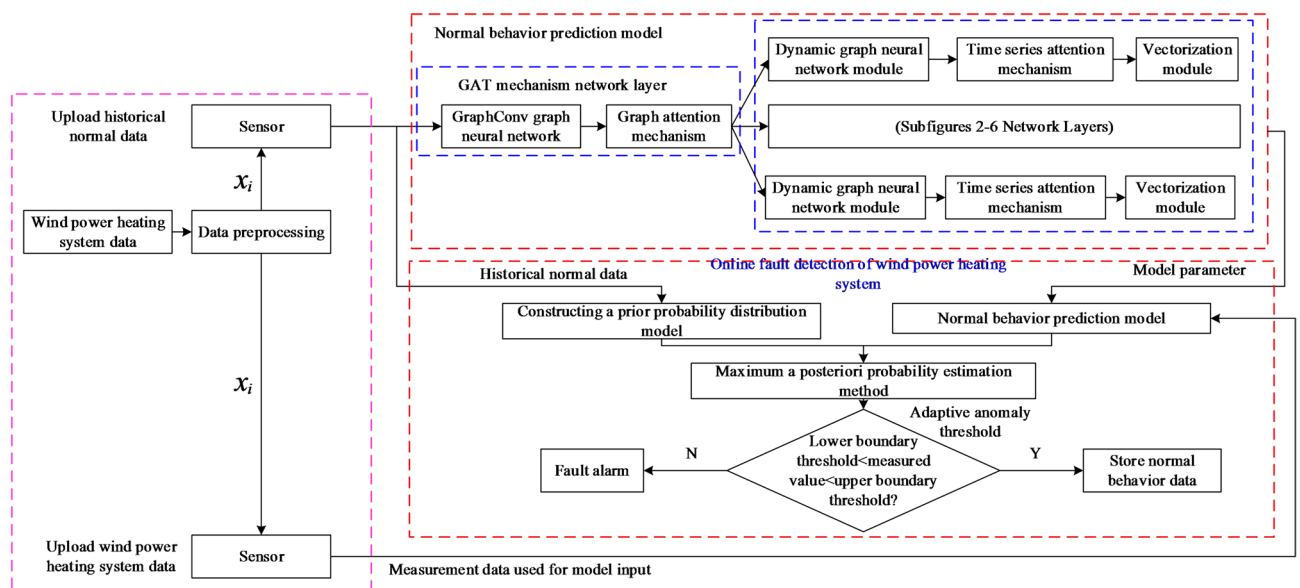 Normal behavior prediction model
Dynamic graph neural
network module
Time series attention
mechanism
Vectorization
module
GAT mechanism network layer
Upload historical
normal data
Sensor
GraphConv graph
neural network
Graph attention
mechanism
(Subfigures 2-6 Network Layers)
x_i
Dynamic graph neural
network module
Time series attention
mechanism
Vectorization
module
Wind power heating
system data
Data preprocessing
Historical normal data
Online fault detection of wind power heating
system
Model parameter
Constructing a prior probability distribution
model
Normal behavior prediction model
Maximum a posteriori probability estimation
method
x_i
Adaptive anomaly
threshold
Lower boundary
threshold<measured
value<upper boundary
threshold?
N
Y
Fault alarm
Store normal
behavior data
Upload wind power
heating system data
Sensor
Measurement data used for model input